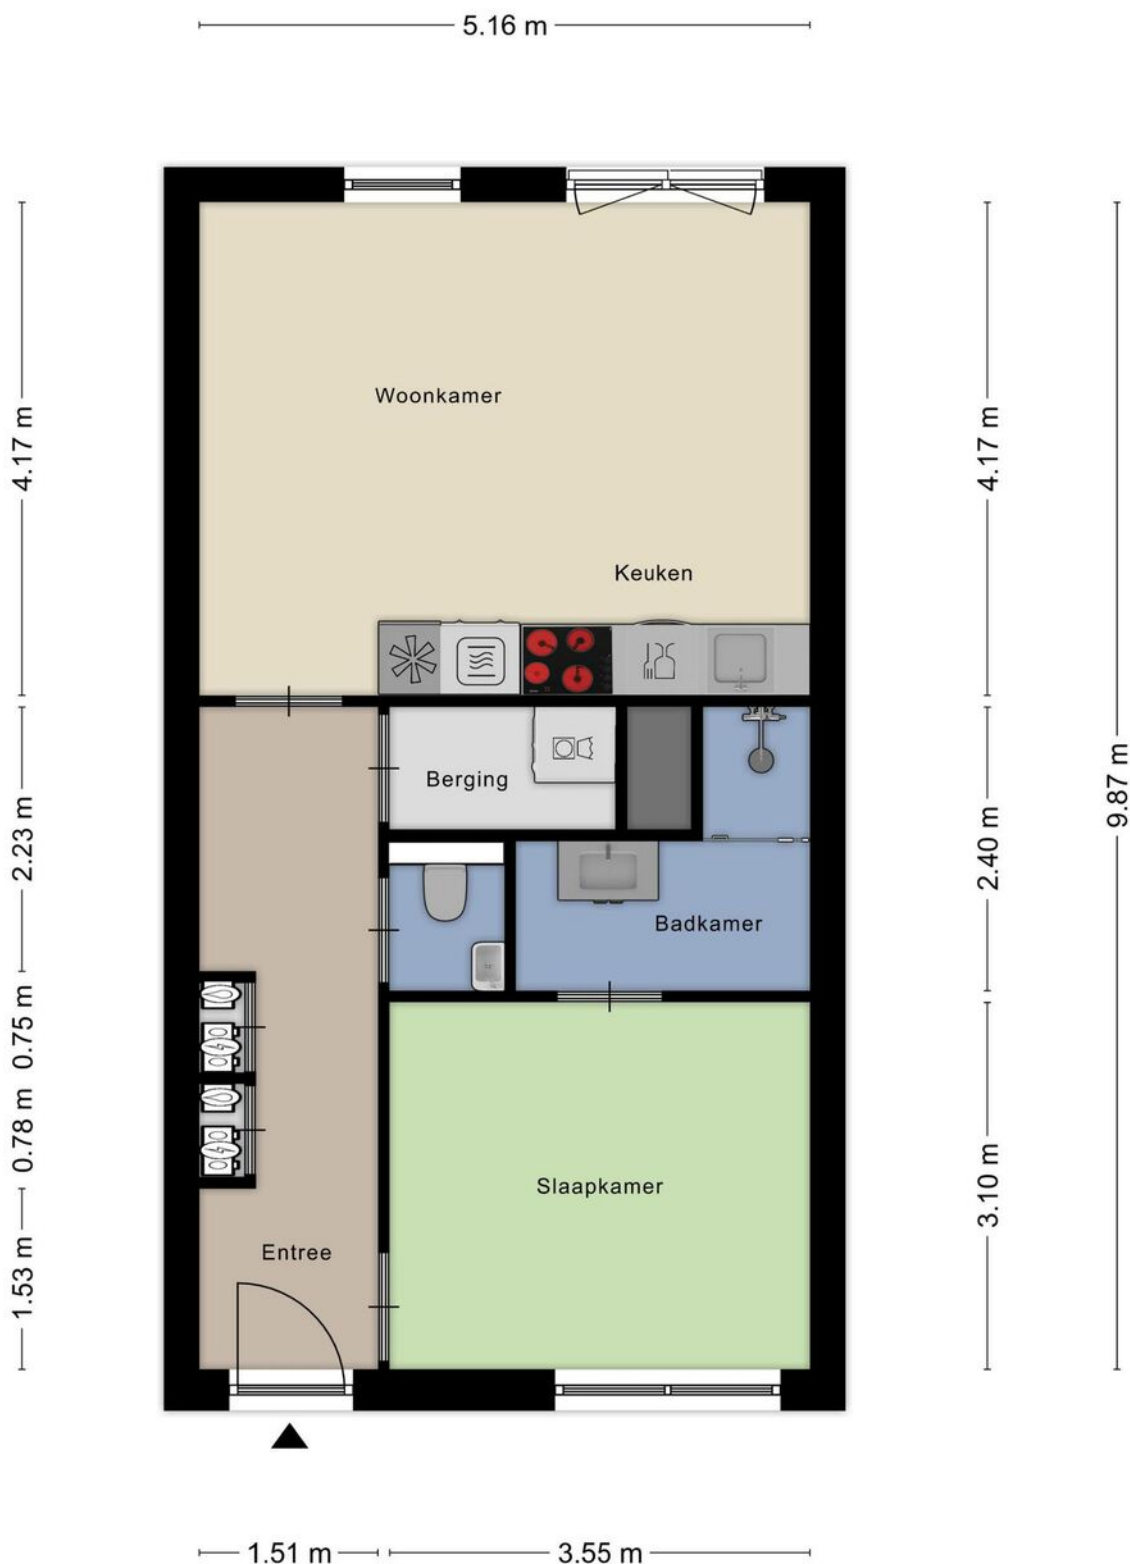 5.16 m
Woonkamer
4.17 m
4.17 m
Keuken
9.87 m
Berging
2.23 m
2.40 m
Badkamer
0.75 m
0.78 m
3.10 m
Slaapkamer
Entree
1.53 m
1.51 m
3.55 m